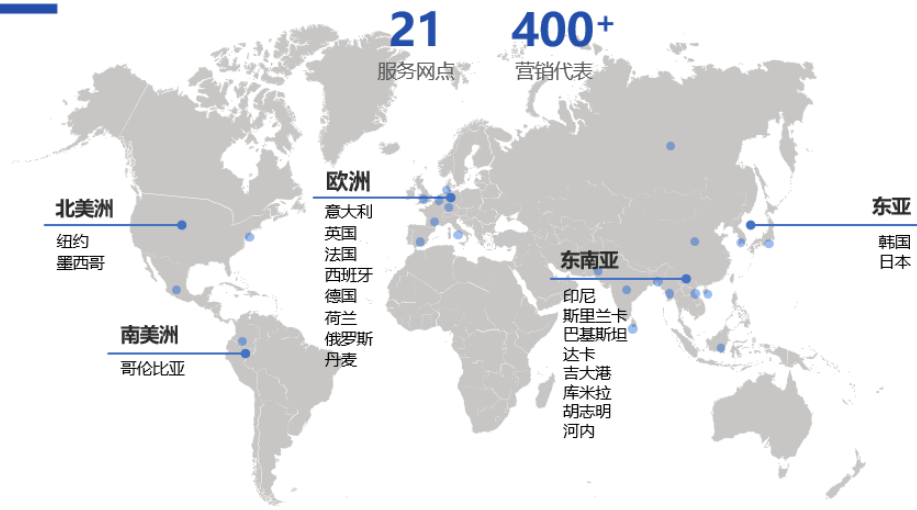 21
服务网点
400+
营销代表
北美洲
纽约
墨西哥
南美洲
哥伦比亚
欧洲
意大利
英国
法国
西班牙
德国
荷兰
俄罗斯
丹麦
东南亚
印尼
斯里兰卡
巴基斯坦
达卡
吉大港
库米拉
胡志明
河内
东亚
韩国
日本